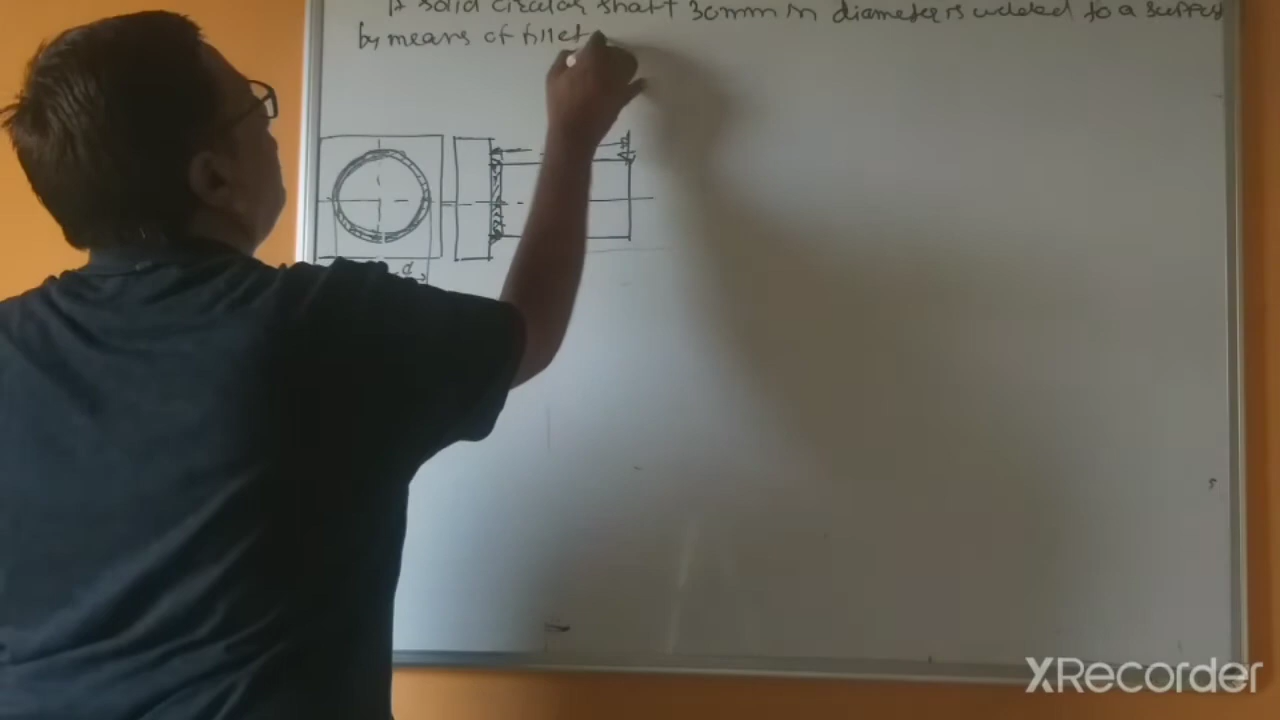 A solid circular shaft 30mm in diameter is welded to a support
by means of fillet
d
XRecorder